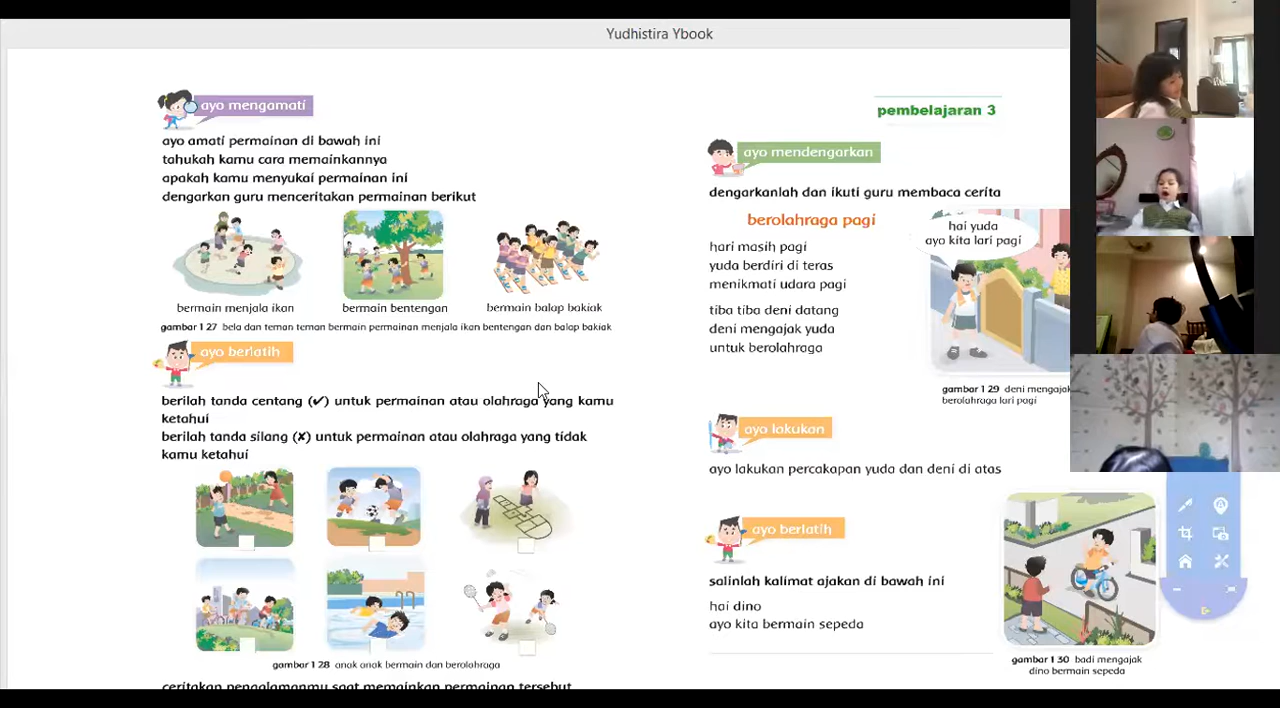 Yudhistira Ybook
ayo mengamati
ayo amati permainan di bawah ini
tahukah kamu cara memainkannya
apakah kamu menyukai permainan ini
dengarkan guru menceritakan permainan berikut
bermain menjala ikan
bermain bentengan
bermain balap bakiak
gambar 1 27 bela dan teman teman bermain permainan menjala ikan bentengan dan balap bakiak
ayo berlatih
berilah tanda centang (✔) untuk permainan atau olahraga yang kamu
ketahui
berilah tanda silang (✘) untuk permainan atau olahraga yang tidak
kamu ketahui
gambar 1 28 anak anak bermain dan berolahraga
ceritakan pengalamanmu saat memainkan permainan tersebut
pembelajaran 3
ayo mendengarkan
dengarkanlah dan ikuti guru membaca cerita
berolahraga pagi
hari masih pagi
yuda berdiri di teras
menikmati udara pagi
tiba tiba deni datang
deni mengajak yuda
untuk berolahraga
hai yuda
ayo kita lari pagi
gambar 1 29 deni mengajak
berolahraga lari pagi
ayo lakukan
ayo lakukan percakapan yuda dan deni di atas
ayo berlatih
salinlah kalimat ajakan di bawah ini
hai dino
ayo kita bermain sepeda
gambar 1 30 badi mengajak
dino bermain sepeda